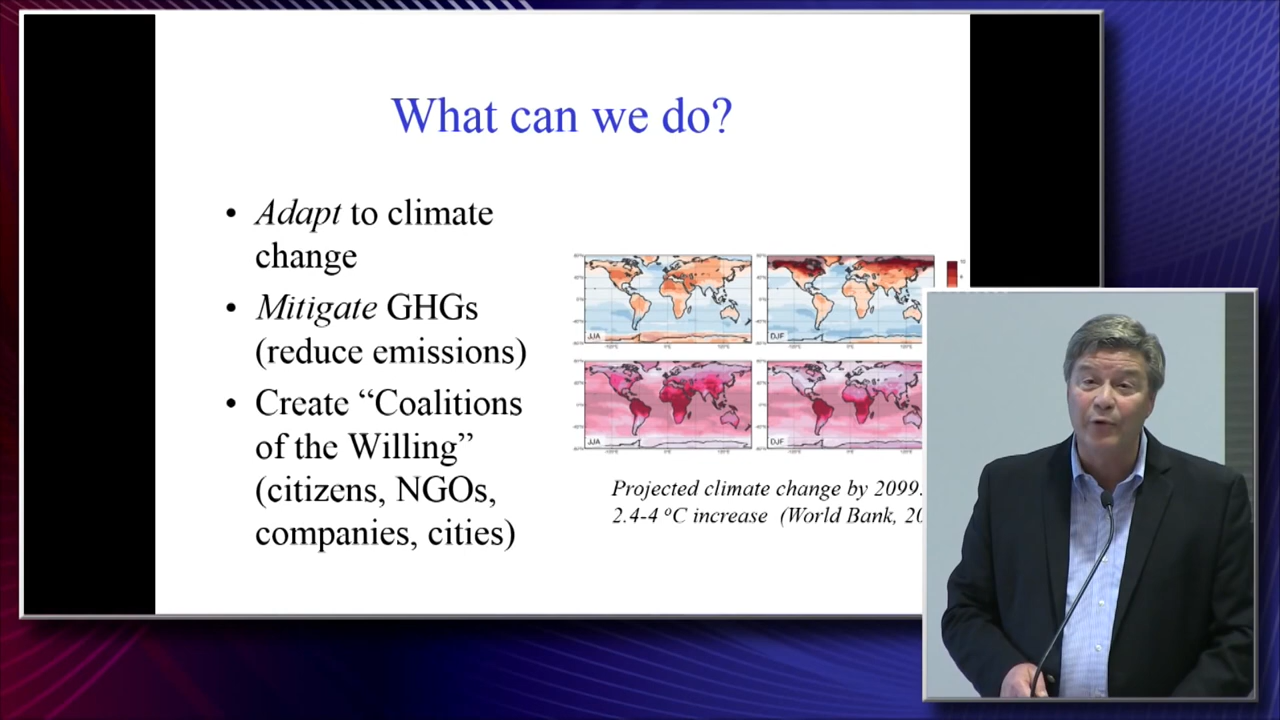 What can we do?
• Adapt to climate
change
• Mitigate GHGs
(reduce emissions)
• Create “Coalitions
of the Willing”
(citizens, NGOs,
companies, cities)
JJA
DJF
JJA
DJF
Projected climate change by 2099.
2.4-4 °C increase (World Bank,